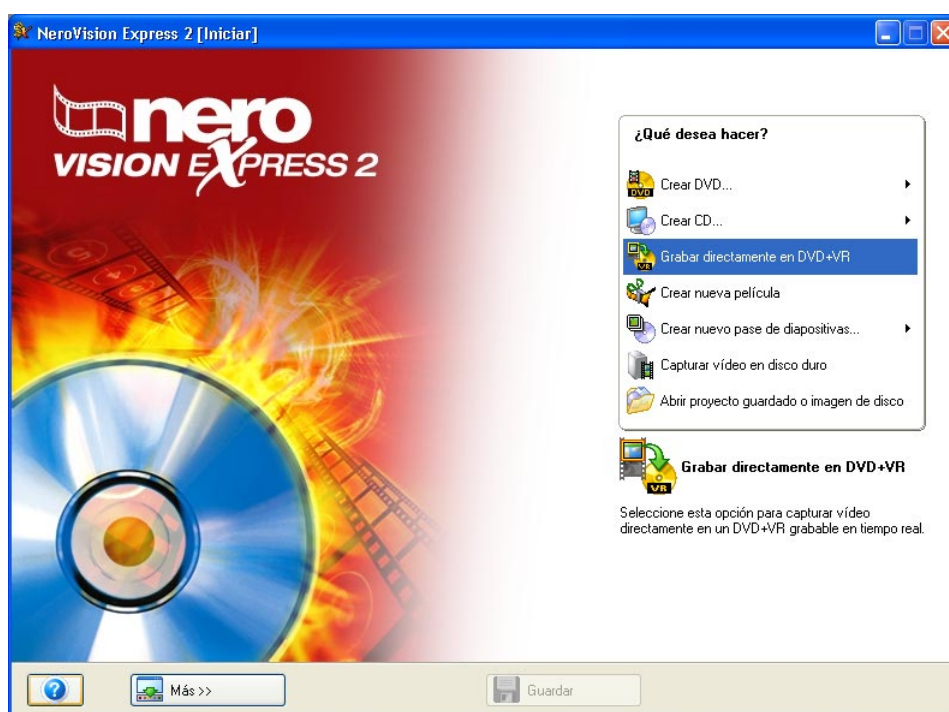 NeroVision Express 2 [Iniciar]
nero
VISION EXPRESS 2
¿Qué desea hacer?
Crear DVD...
Crear CD...
Grabar directamente en DVD+VR
Crear nueva película
Crear nuevo pase de diapositivas...
Capturar vídeo en disco duro
Abrir proyecto guardado o imagen de disco
Grabar directamente en DVD+VR
Seleccione esta opción para capturar vídeo
directamente en un DVD+VR grabable en tiempo real.
Más >>
Guardar